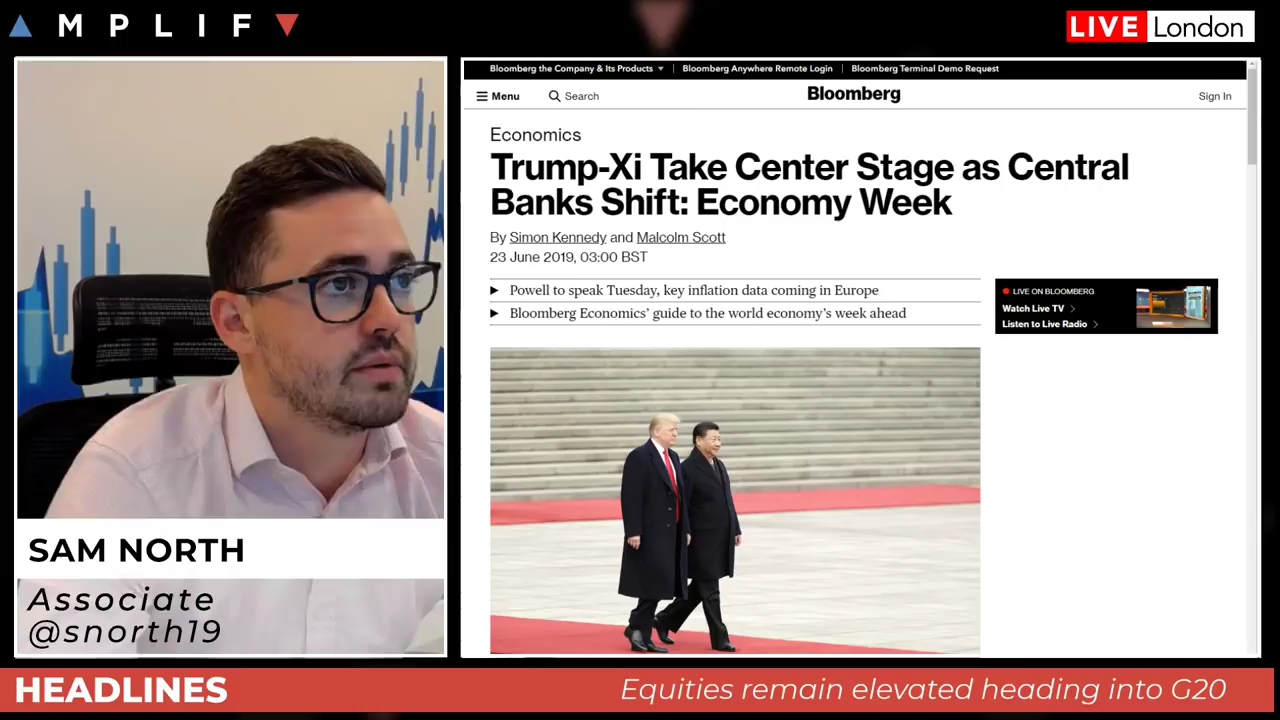 MPLIF
LIVE London
Bloomberg the Company & Its Products
Bloomberg Anywhere Remote Login
Bloomberg Terminal Demo Request
Menu
Search
Bloomberg
Sign In
Economics
Trump-Xi Take Center Stage as Central
Banks Shift: Economy Week
By Simon Kennedy and Malcolm Scott
23 June 2019, 03:00 BST
Powell to speak Tuesday, key inflation data coming in Europe
Bloomberg Economics' guide to the world economy's week ahead
LIVE ON BLOOMBERG
Watch Live TV
Listen to Live Radio
SAM NORTH
Associate
@snorth19
HEADLINES
Equities remain elevated heading into G20